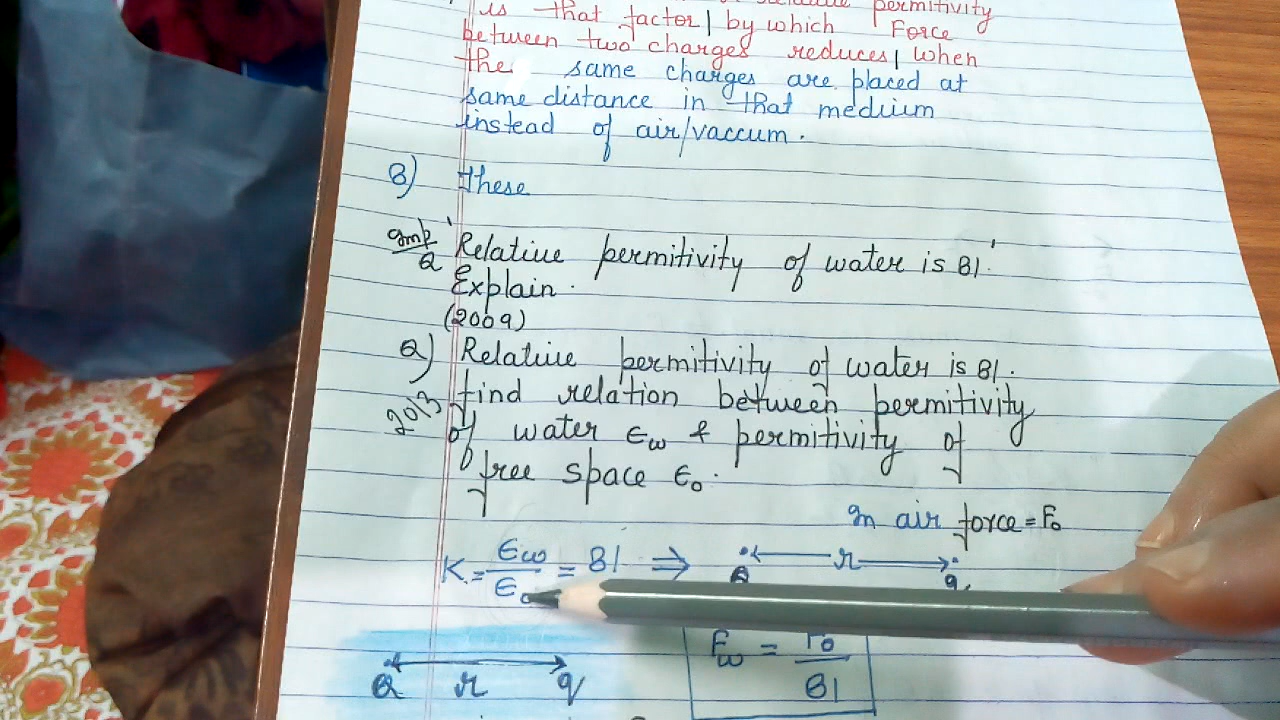 permitivity
is that factor| by which Force
between two charges reduces| when
the same charges are placed at
same distance in that medium
instead of air/vaccum.
B) these
Imp 'Relative permitivity of water is 81.'
Q Explain.
(2009)
Q) Relative permitivity of water is 81.
2013 find relation between permitivity
of water ϵw & permitivity of
free space ϵ₀.
In air force = F₀
K = ϵw/ϵ₀ = 81 ⇒ Q r q
Fw = F₀/81
Q r q